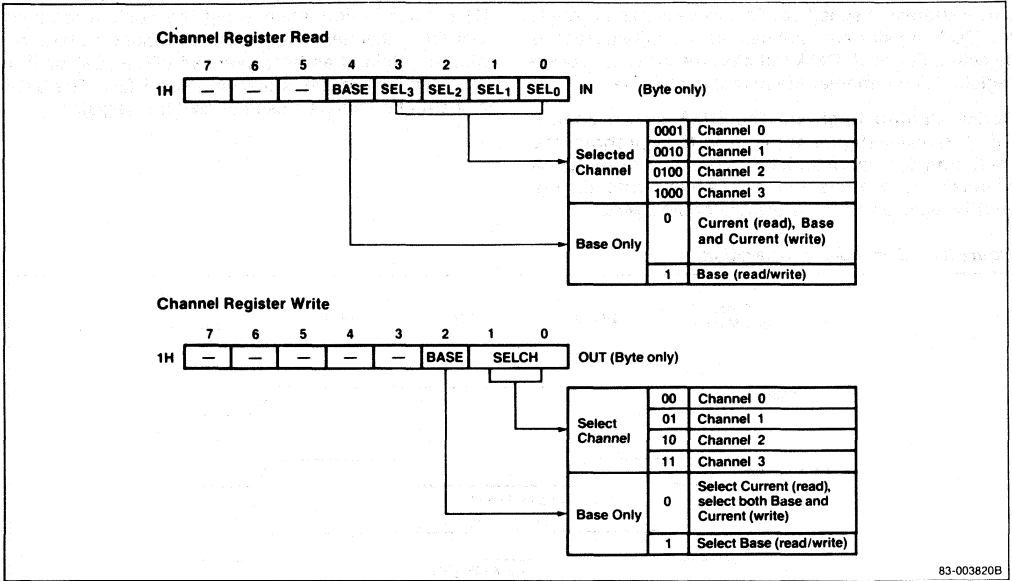 Channel Register Read
7 6 5 4 3 2 1 0
1H — — — BASE SEL3 SEL2 SEL1 SEL0 IN (Byte only)
Selected Channel
0001 Channel 0
0010 Channel 1
0100 Channel 2
1000 Channel 3
Base Only
0 Current (read), Base and Current (write)
1 Base (read/write)
Channel Register Write
7 6 5 4 3 2 1 0
1H — — — — — BASE SELCH OUT (Byte only)
Select Channel
00 Channel 0
01 Channel 1
10 Channel 2
11 Channel 3
Base Only
0 Select Current (read), select both Base and Current (write)
1 Select Base (read/write)
83-003820B